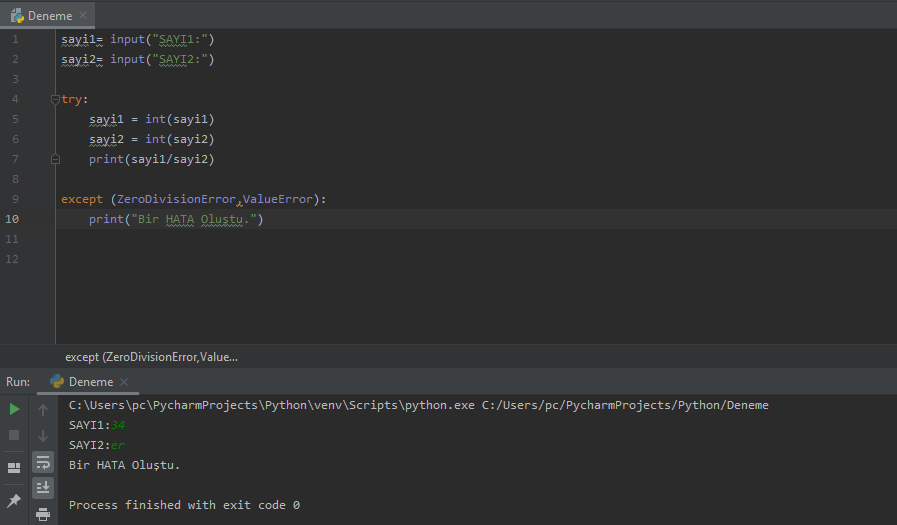 Deneme
1 sayi1= input("SAYI1:")
2 sayi2= input("SAYI2:")
3
4 try:
5     sayi1 = int(sayi1)
6     sayi2 = int(sayi2)
7     print(sayi1/sayi2)
8
9 except (ZeroDivisionError,ValueError):
10     print("Bir HATA Oluştu.")
11
12
except (ZeroDivisionError,Value...
Run: Deneme
C:\Users\pc\PycharmProjects\Python\venv\Scripts\python.exe C:/Users/pc/PycharmProjects/Python/Deneme
SAYI1:34
SAYI2:er
Bir HATA Oluştu.
Process finished with exit code 0